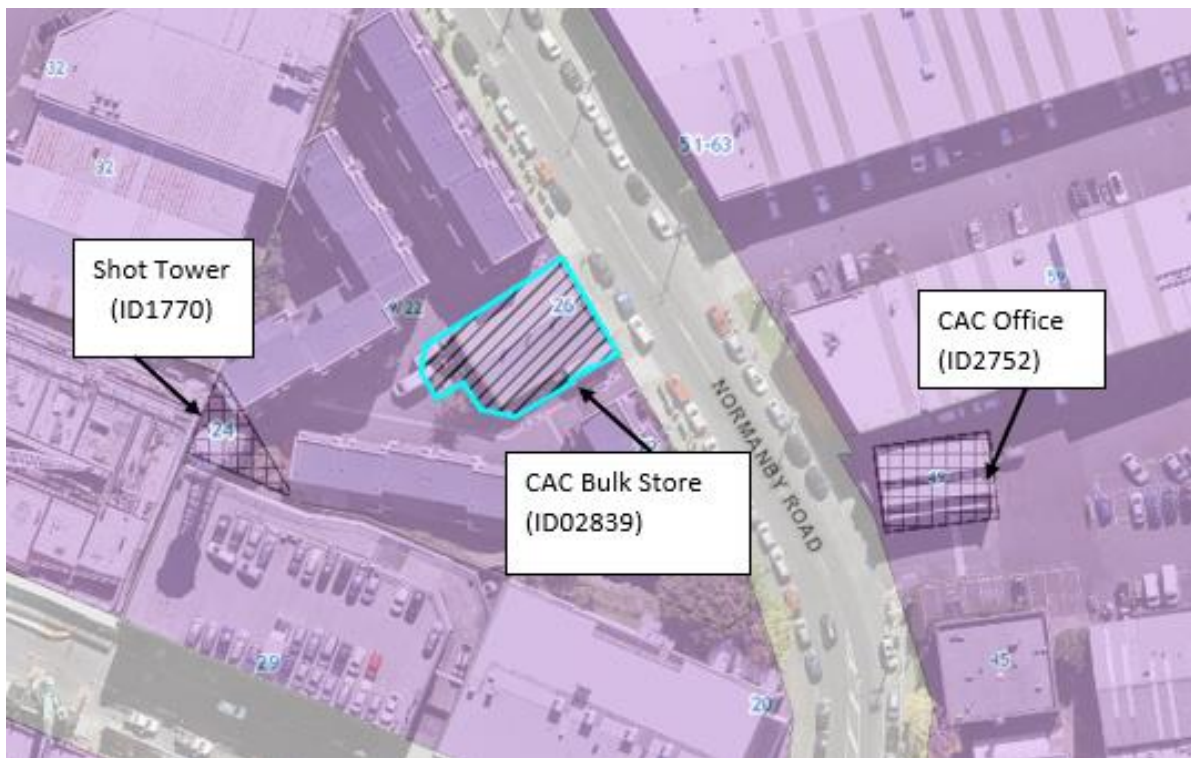 32
32
51-63
Shot Tower
(ID1770)
26
59
CAC Office
(ID2752)
24
NORMANBY ROAD
CAC Bulk Store
(ID02839)
49
29
45
20